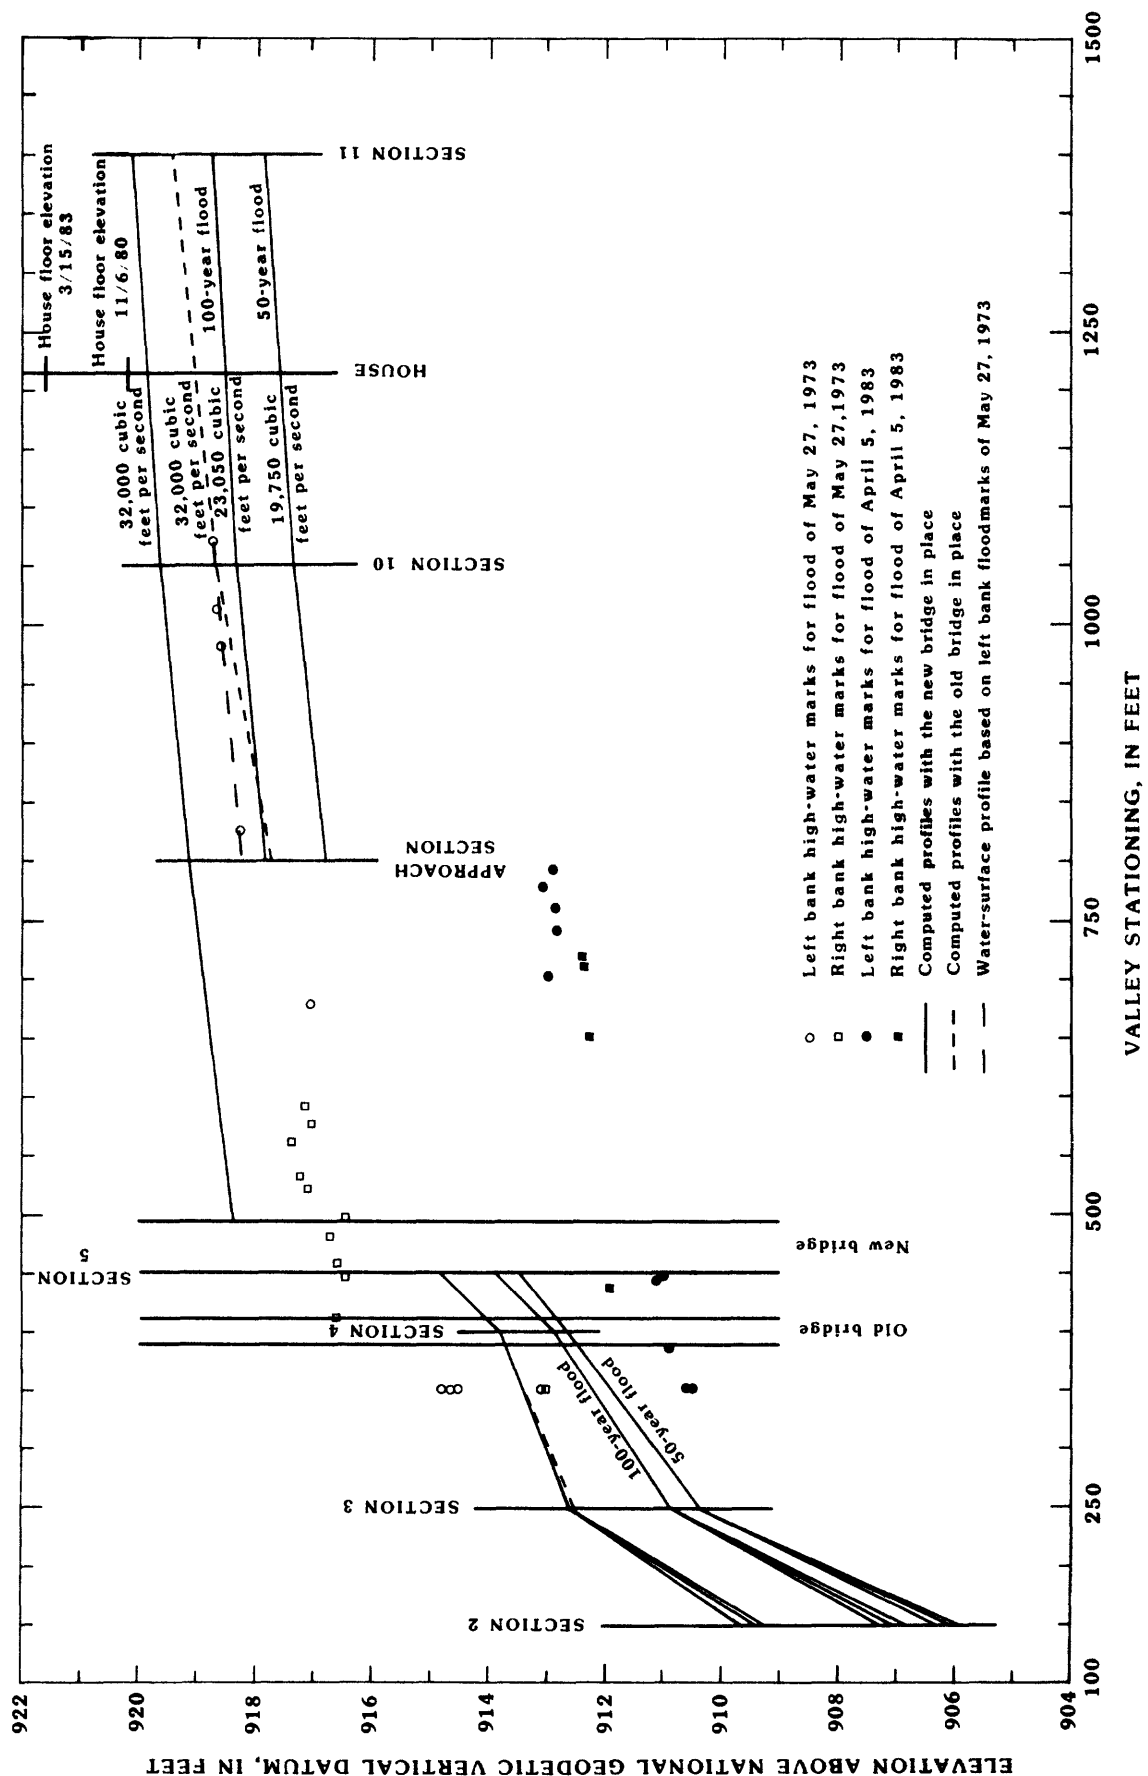 ELEVATION ABOVE NATIONAL GEODETIC VERTICAL DATUM, IN FEET
922
920
918
916
914
912
910
908
906
904
100
250
500
750
1000
1250
1500
VALLEY STATIONING, IN FEET
SECTION 2
SECTION 3
SECTION 4
Old bridge
SECTION
5
New bridge
100-year flood
50-year flood
APPROACH
SECTION
SECTION 10
HOUSE
SECTION 11
House floor elevation
3/15/83
House floor elevation
11/6/80
32,000 cubic
feet per second
32,000 cubic
feet per second
23,050 cubic
feet per second
19,750 cubic
feet per second
100-year flood
50-year flood
Left bank high-water marks for flood of May 27, 1973
Right bank high-water marks for flood of May 27,1973
Left bank high-water marks for flood of April 5, 1983
Right bank high-water marks for flood of April 5, 1983
Computed profiles with the new bridge in place
Computed profiles with the old bridge in place
Water-surface profile based on left bank floodmarks of May 27, 1973